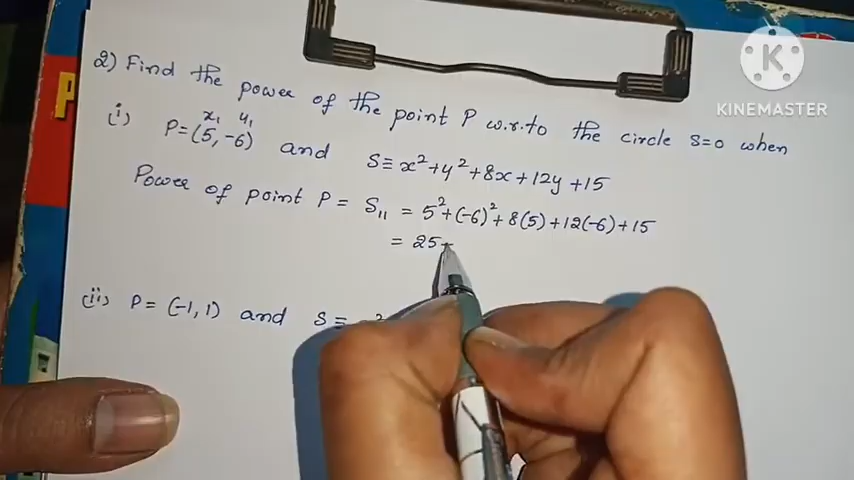 KINEMASTER
2) Find the power of the point P w.r.to the circle S=0 when
x₁ y₁
(i) P=(5,-6) and S≡x²+y²+8x+12y+15
Power of point P = S₁₁ = 5²+(-6)²+8(5)+12(-6)+15
= 25+
(ii) P= (-1,1) and S≡